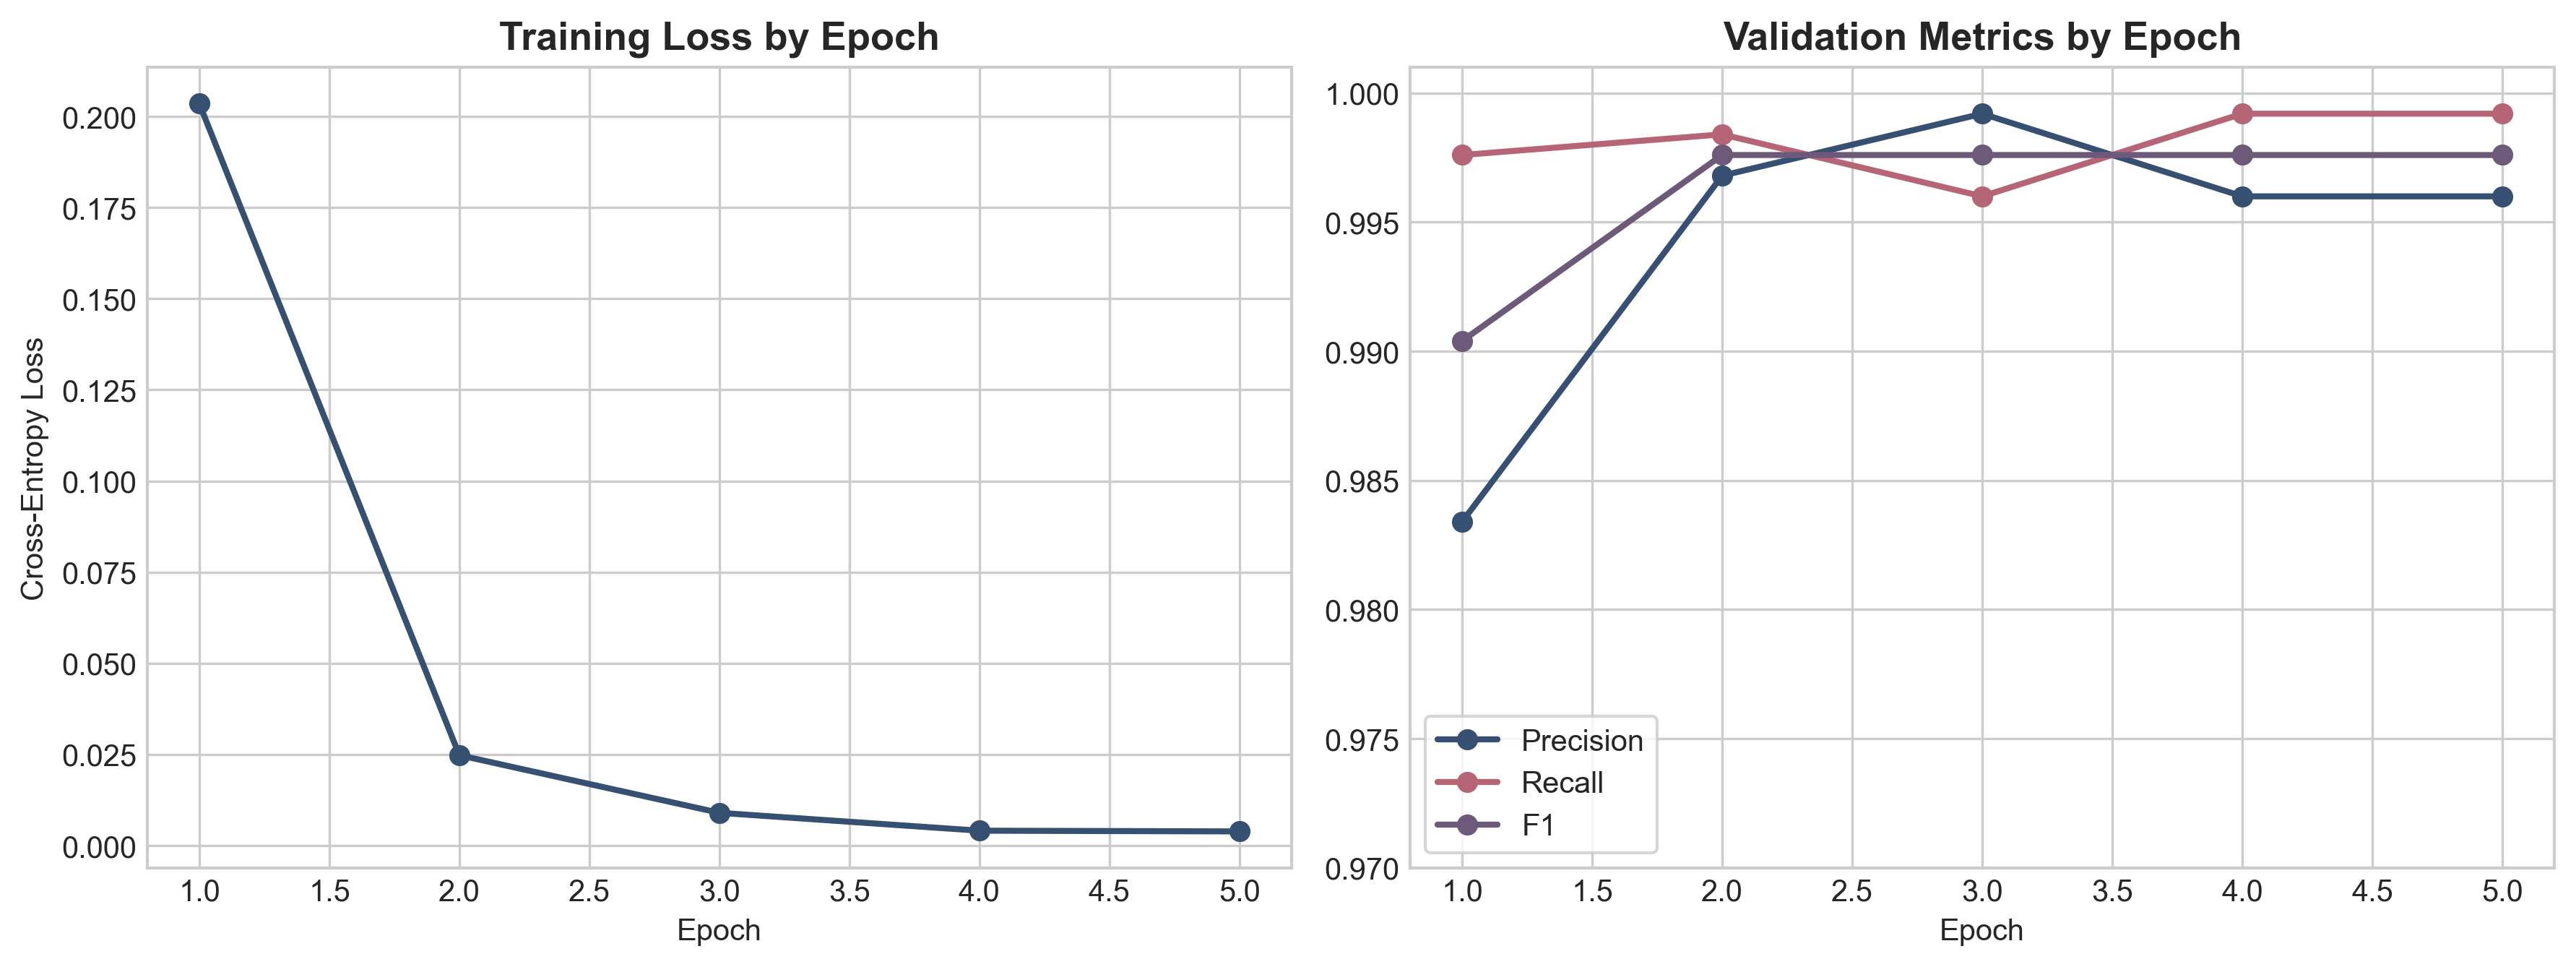 Training Loss by Epoch
0.200
0.175
0.150
0.125
0.100
0.075
0.050
0.025
0.000
Cross-Entropy Loss
1.0 1.5 2.0 2.5 3.0 3.5 4.0 4.5 5.0
Epoch
Validation Metrics by Epoch
1.000
0.995
0.990
0.985
0.980
0.975
0.970
Precision
Recall
F1
1.0 1.5 2.0 2.5 3.0 3.5 4.0 4.5 5.0
Epoch